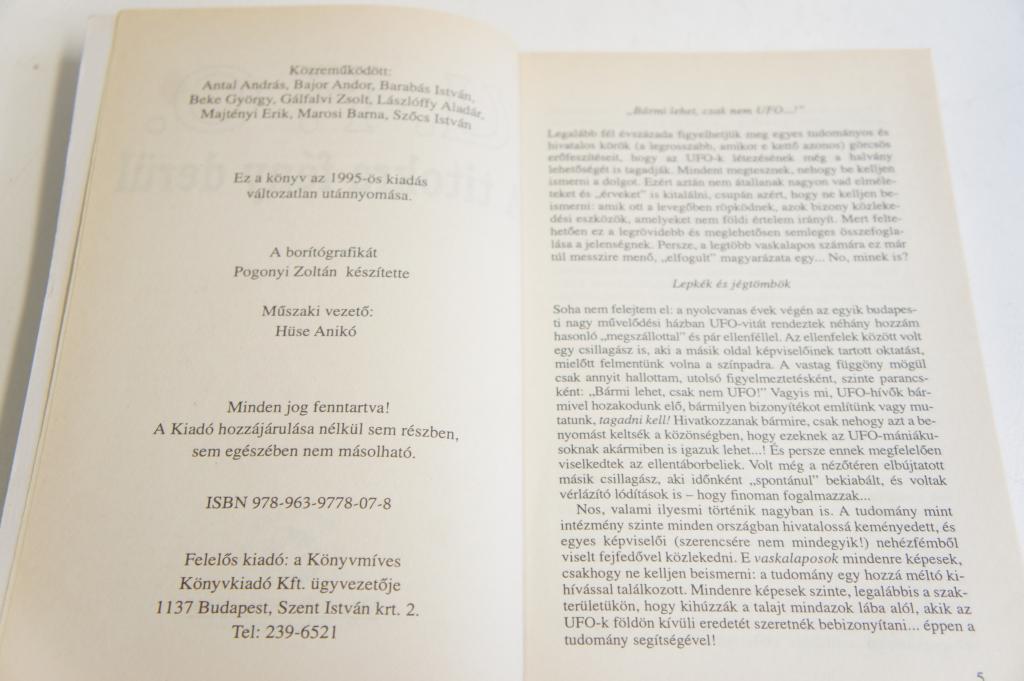 Közreműködött:
Antal András, Bajor Andor, Barabás István,
Beke György, Gálfalvi Zsolt, Lászlóffy Aladár,
Majtényi Erik, Marosi Barna, Szőcs István
Ez a könyv az 1995-ös kiadás
változatlan utánnyomása.
A borítógrafikát
Pogonyi Zoltán készítette
Műszaki vezető:
Hüse Anikó
Minden jog fenntartva!
A Kiadó hozzájárulása nélkül sem részben,
sem egészében nem másolható.
ISBN 978-963-9778-07-8
Felelős kiadó: a Könyvmíves
Könyvkiadó Kft. ügyvezetője
1137 Budapest, Szent István krt. 2.
Tel: 239-6521
„Bármi lehet, csak nem UFO...!”
Legalább fél évszázada figyelhetjük meg egyes tudományos és
hivatalos körök (a legrosszabb, amikor e kettő azonos) görcsös
erőfeszítéseit, hogy az UFO-k létezésének még a halvány
lehetőségét is tagadják. Mindent megtesznek, nehogy be kelljen
ismerni a dolgot. Ezért aztán nem átallanak nagyon vad elméle-
teket és „érveket” is kitalálni, csupán azért, hogy ne kelljen be-
ismerni: amik ott a levegőben röpködnek, azok bizony közleke-
dési eszközök, amelyeket nem földi értelem irányít. Mert felte-
hetően ez a legrövidebb és meglehetősen semleges összefogla-
lása a jelenségnek. Persze, a legtöbb vaskalapos számára ez már
túl messzire menő, „elfogult” magyarázata egy... No, minek is?
Lepkék és jégtömbök
Soha nem felejtem el: a nyolcvanas évek végén az egyik budapes-
ti nagy művelődési házban UFO-vitát rendeztek néhány hozzám
hasonló „megszállottal” és pár ellenféllel. Az ellenfelek között volt
egy csillagász is, aki a másik oldal képviselőinek tartott oktatást,
mielőtt felmentünk volna a színpadra. A vastag függöny mögül
csak annyit hallottam, utolsó figyelmeztetésként, szinte parancs-
ként: „Bármi lehet, csak nem UFO!” Vagyis mi, UFO-hívők bár-
mivel hozakodunk elő, bármilyen bizonyítékot említünk vagy mu-
tatunk, tagadni kell! Hivatkozzanak bármire, csak nehogy azt a be-
nyomást keltsék a közönségben, hogy ezeknek az UFO-mániáku-
soknak akármiben is igazuk lehet...! És persze ennek megfelelően
viselkedtek az ellentáborbeliek. Volt még a nézőtéren elbújtatott
másik csillagász, aki időnként „spontánul” bekiabált, és voltak
vérlázító lódítások is – hogy finoman fogalmazzak...
Nos, valami ilyesmi történik nagyban is. A tudomány mint
intézmény szinte minden országban hivatalossá keményedett, és
egyes képviselői (szerencsére nem mindegyik!) nehézfémből
viselt fejfedővel közlekedni. E vaskalaposok mindenre képesek,
csakhogy ne kelljen beismerni: a tudomány egy hozzá méltó ki-
hívással találkozott. Mindenre képesek szinte, legalábbis a szak-
területükön, hogy kihúzzák a talajt mindazok lába alól, akik az
UFO-k földön kívüli eredetét szeretnék bebizonyítani... éppen a
tudomány segítségével!
5